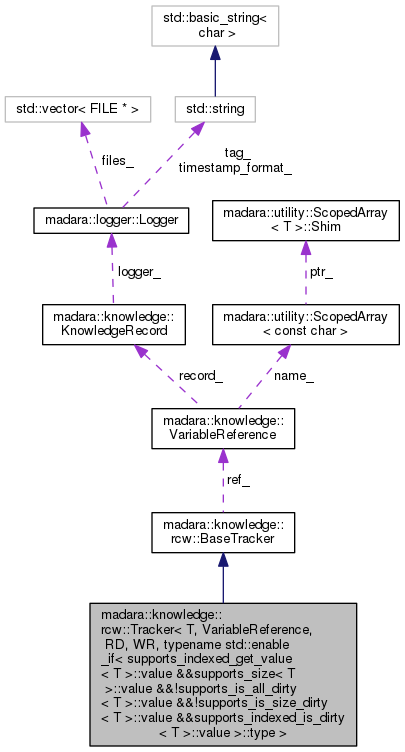 std::basic_string<
char >
std::vector< FILE * >
std::string
files_
tag_
timestamp_format_
madara::logger::Logger
madara::utility::ScopedArray
< T >::Shim
logger_
ptr_
madara::knowledge::
KnowledgeRecord
madara::utility::ScopedArray
< const char >
record_
name_
madara::knowledge::
VariableReference
ref_
madara::knowledge::
rcw::BaseTracker
madara::knowledge::
rcw::Tracker< T, VariableReference,
RD, WR, typename std::enable
_if< supports_indexed_get_value
< T >::value &&supports_size< T
>::value &&!supports_is_all_dirty
< T >::value &&!supports_is_size_dirty
< T >::value &&supports_indexed_is_dirty
< T >::value >::type >